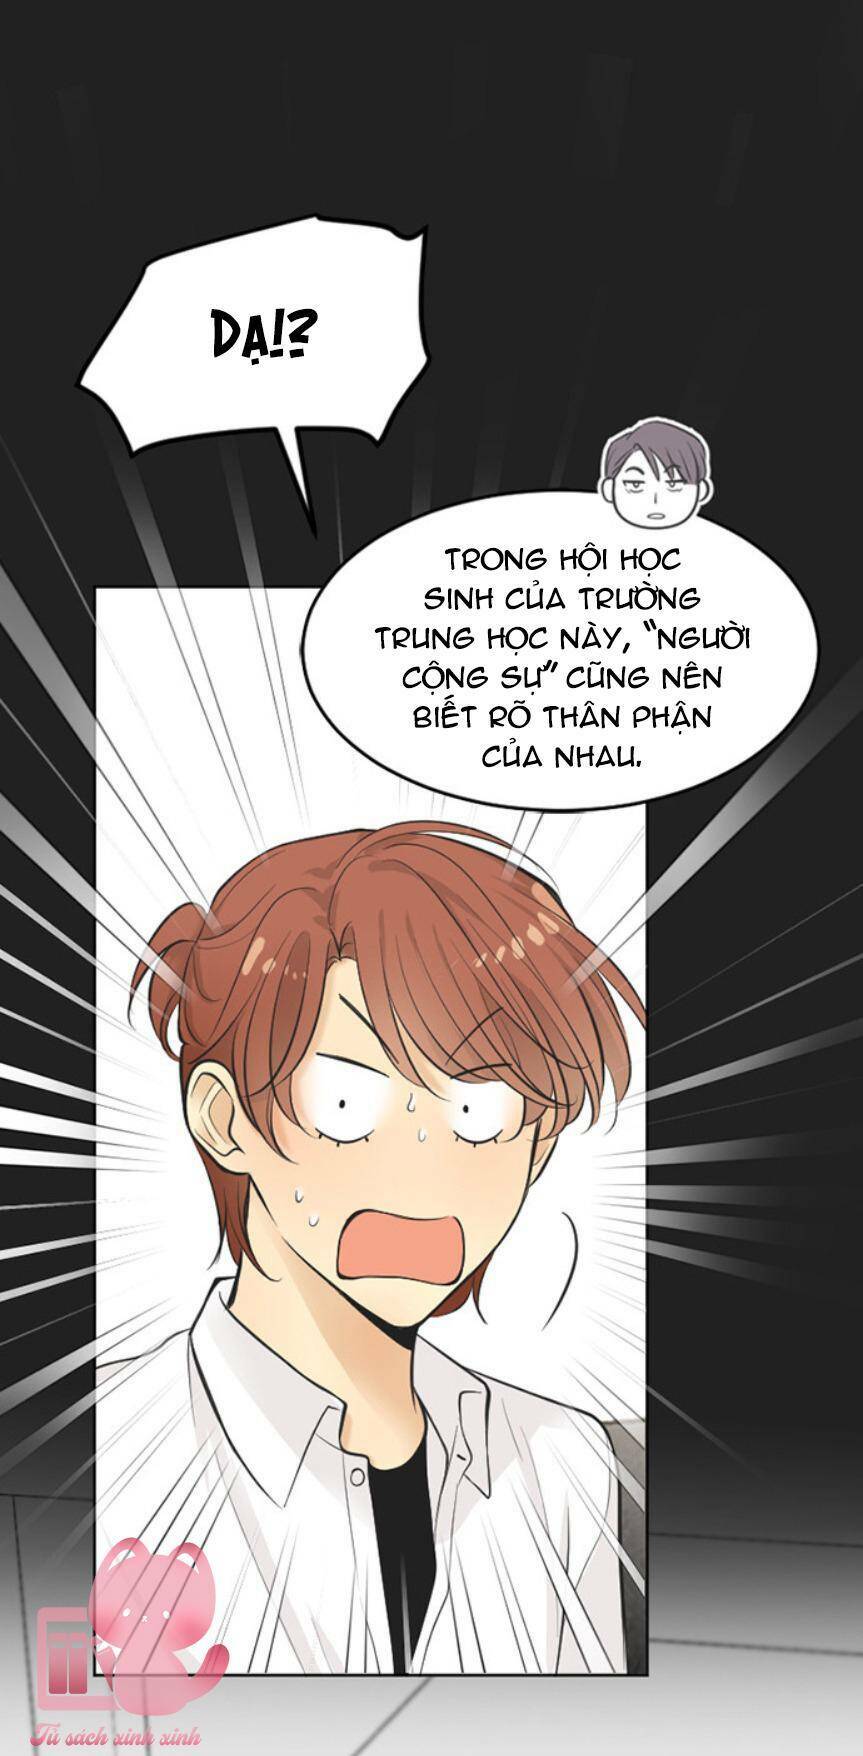 DẠ!?
TRONG HỘI HỌC
SINH CỦA TRƯỜNG
TRUNG HỌC NÀY, "NGƯỜI
CỘNG SỰ" CŨNG NÊN
BIẾT RÕ THÂN PHẬN
CỦA NHAU.
Tủ sách xinh xinh